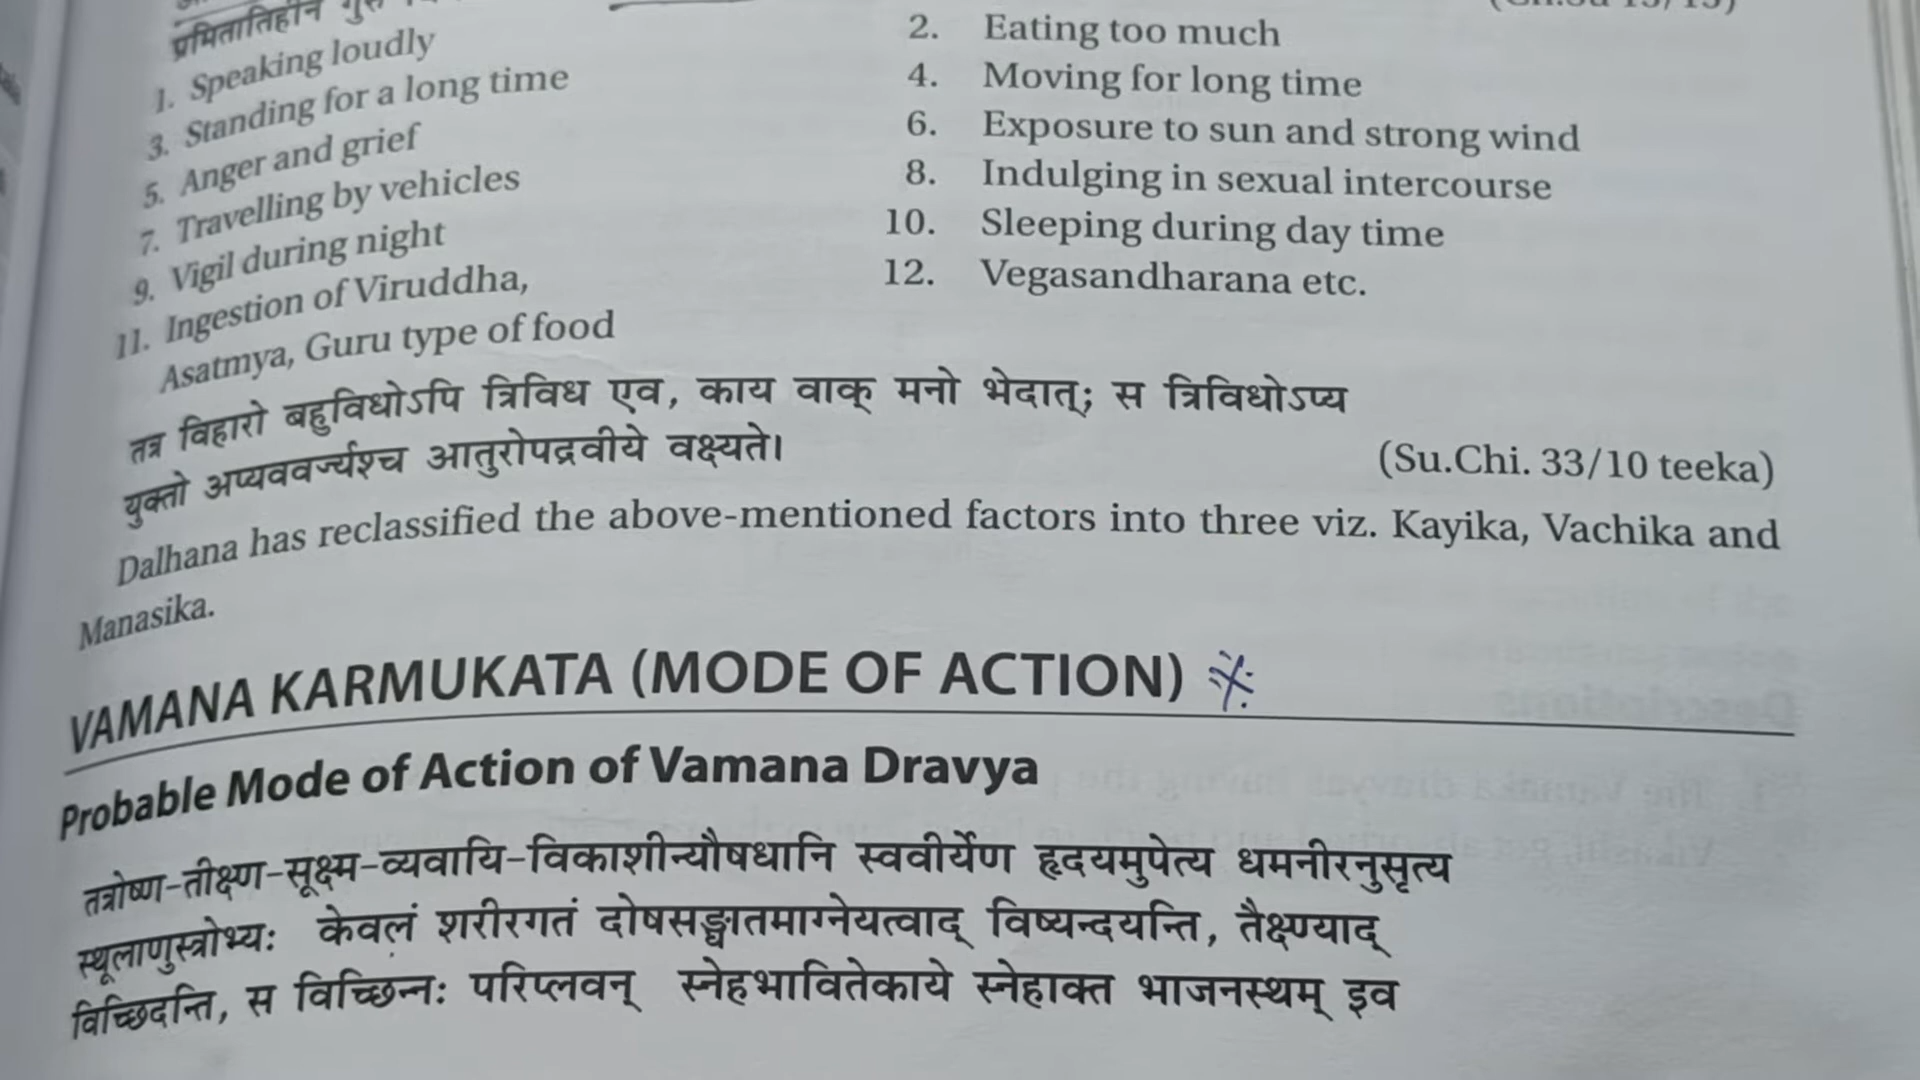 प्रमितातिहीन गुरु
1. Speaking loudly
2. Eating too much
3. Standing for a long time
4. Moving for long time
5. Anger and grief
6. Exposure to sun and strong wind
7. Travelling by vehicles
8. Indulging in sexual intercourse
9. Vigil during night
10. Sleeping during day time
11. Ingestion of Viruddha,
Asatmya, Guru type of food
12. Vegasandharana etc.
तत्र विहारो बहुविधोऽपि त्रिविध एव, काय वाक् मनो भेदात्; स त्रिविधोऽप्य
युक्तो अप्यववर्ज्यश्च आतुरोपद्रवीये वक्ष्यते।
(Su.Chi. 33/10 teeka)
Dalhana has reclassified the above-mentioned factors into three viz. Kayika, Vachika and
Manasika.
VAMANA KARMUKATA (MODE OF ACTION)
Probable Mode of Action of Vamana Dravya
तत्रोष्ण-तीक्ष्ण-सूक्ष्म-व्यवायि-विकाशीन्यौषधानि स्ववीर्येण हृदयमुपेत्य धमनीरनुसृत्य
स्थूलाणुस्त्रोभ्यः केवलं शरीरगतं दोषसङ्घातमाग्नेयत्वाद् विष्यन्दयन्ति, तैक्ष्ण्याद्
विच्छिदन्ति, स विच्छिन्नः परिप्लवन् स्नेहभावितेकाये स्नेहाक्त भाजनस्थम् इव